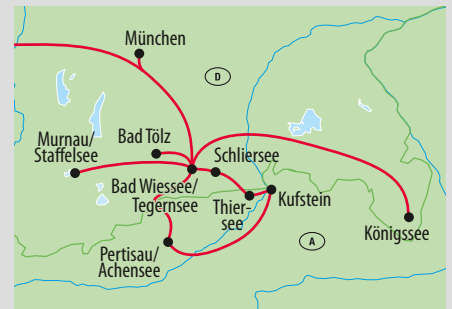 München
D
Murnau/
Staffelsee
Bad Tölz
Schliersee
Bad Wiessee/
Tegernsee
Thier-
see
Kufstein
Königssee
A
Pertisau/
Achensee